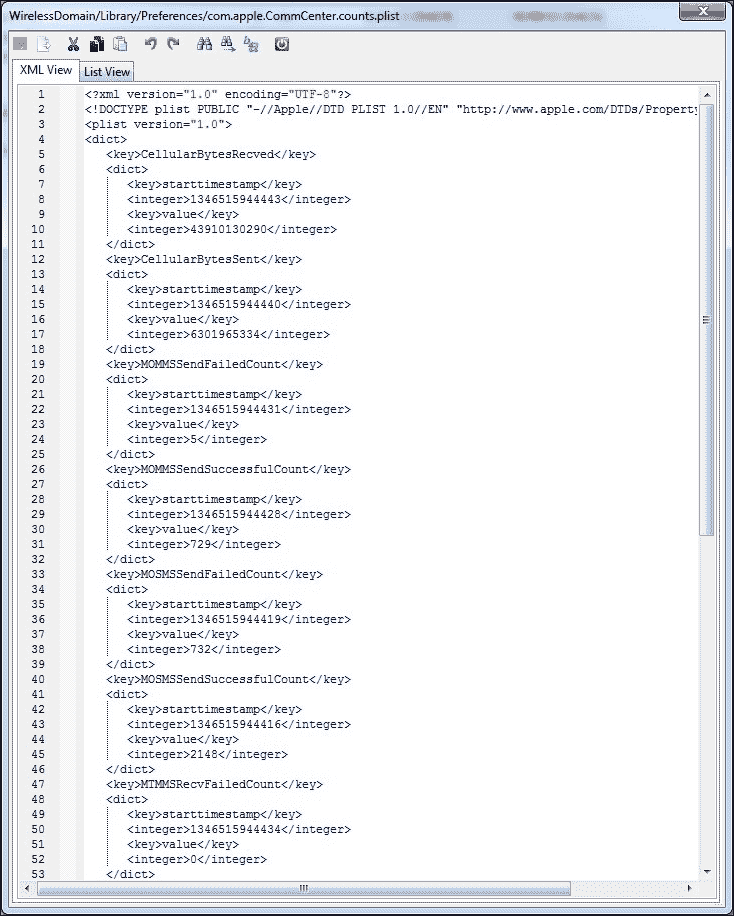 WirelessDomain/Library/Preferences/com.apple.CommCenter.counts.plist
XML View List View
1 <?xml version="1.0" encoding="UTF-8"?>
2 <!DOCTYPE plist PUBLIC "-//Apple//DTD PLIST 1.0//EN" "http://www.apple.com/DTDs/Property
3 <plist version="1.0">
4 <dict>
5 <key>CellularBytesRecved</key>
6 <dict>
7 <key>starttimestamp</key>
8 <integer>1346515944443</integer>
9 <key>value</key>
10 <integer>43910130290</integer>
11 </dict>
12 <key>CellularBytesSent</key>
13 <dict>
14 <key>starttimestamp</key>
15 <integer>1346515944440</integer>
16 <key>value</key>
17 <integer>6301965334</integer>
18 </dict>
19 <key>MOMMSSendFailedCount</key>
20 <dict>
21 <key>starttimestamp</key>
22 <integer>1346515944431</integer>
23 <key>value</key>
24 <integer>5</integer>
25 </dict>
26 <key>MOMMSSendSuccessfulCount</key>
27 <dict>
28 <key>starttimestamp</key>
29 <integer>1346515944428</integer>
30 <key>value</key>
31 <integer>729</integer>
32 </dict>
33 <key>MOSMSSendFailedCount</key>
34 <dict>
35 <key>starttimestamp</key>
36 <integer>1346515944419</integer>
37 <key>value</key>
38 <integer>732</integer>
39 </dict>
40 <key>MOSMSSendSuccessfulCount</key>
41 <dict>
42 <key>starttimestamp</key>
43 <integer>1346515944416</integer>
44 <key>value</key>
45 <integer>2148</integer>
46 </dict>
47 <key>MTMMSRecvFailedCount</key>
48 <dict>
49 <key>starttimestamp</key>
50 <integer>1346515944434</integer>
51 <key>value</key>
52 <integer>0</integer>
53 </dict>